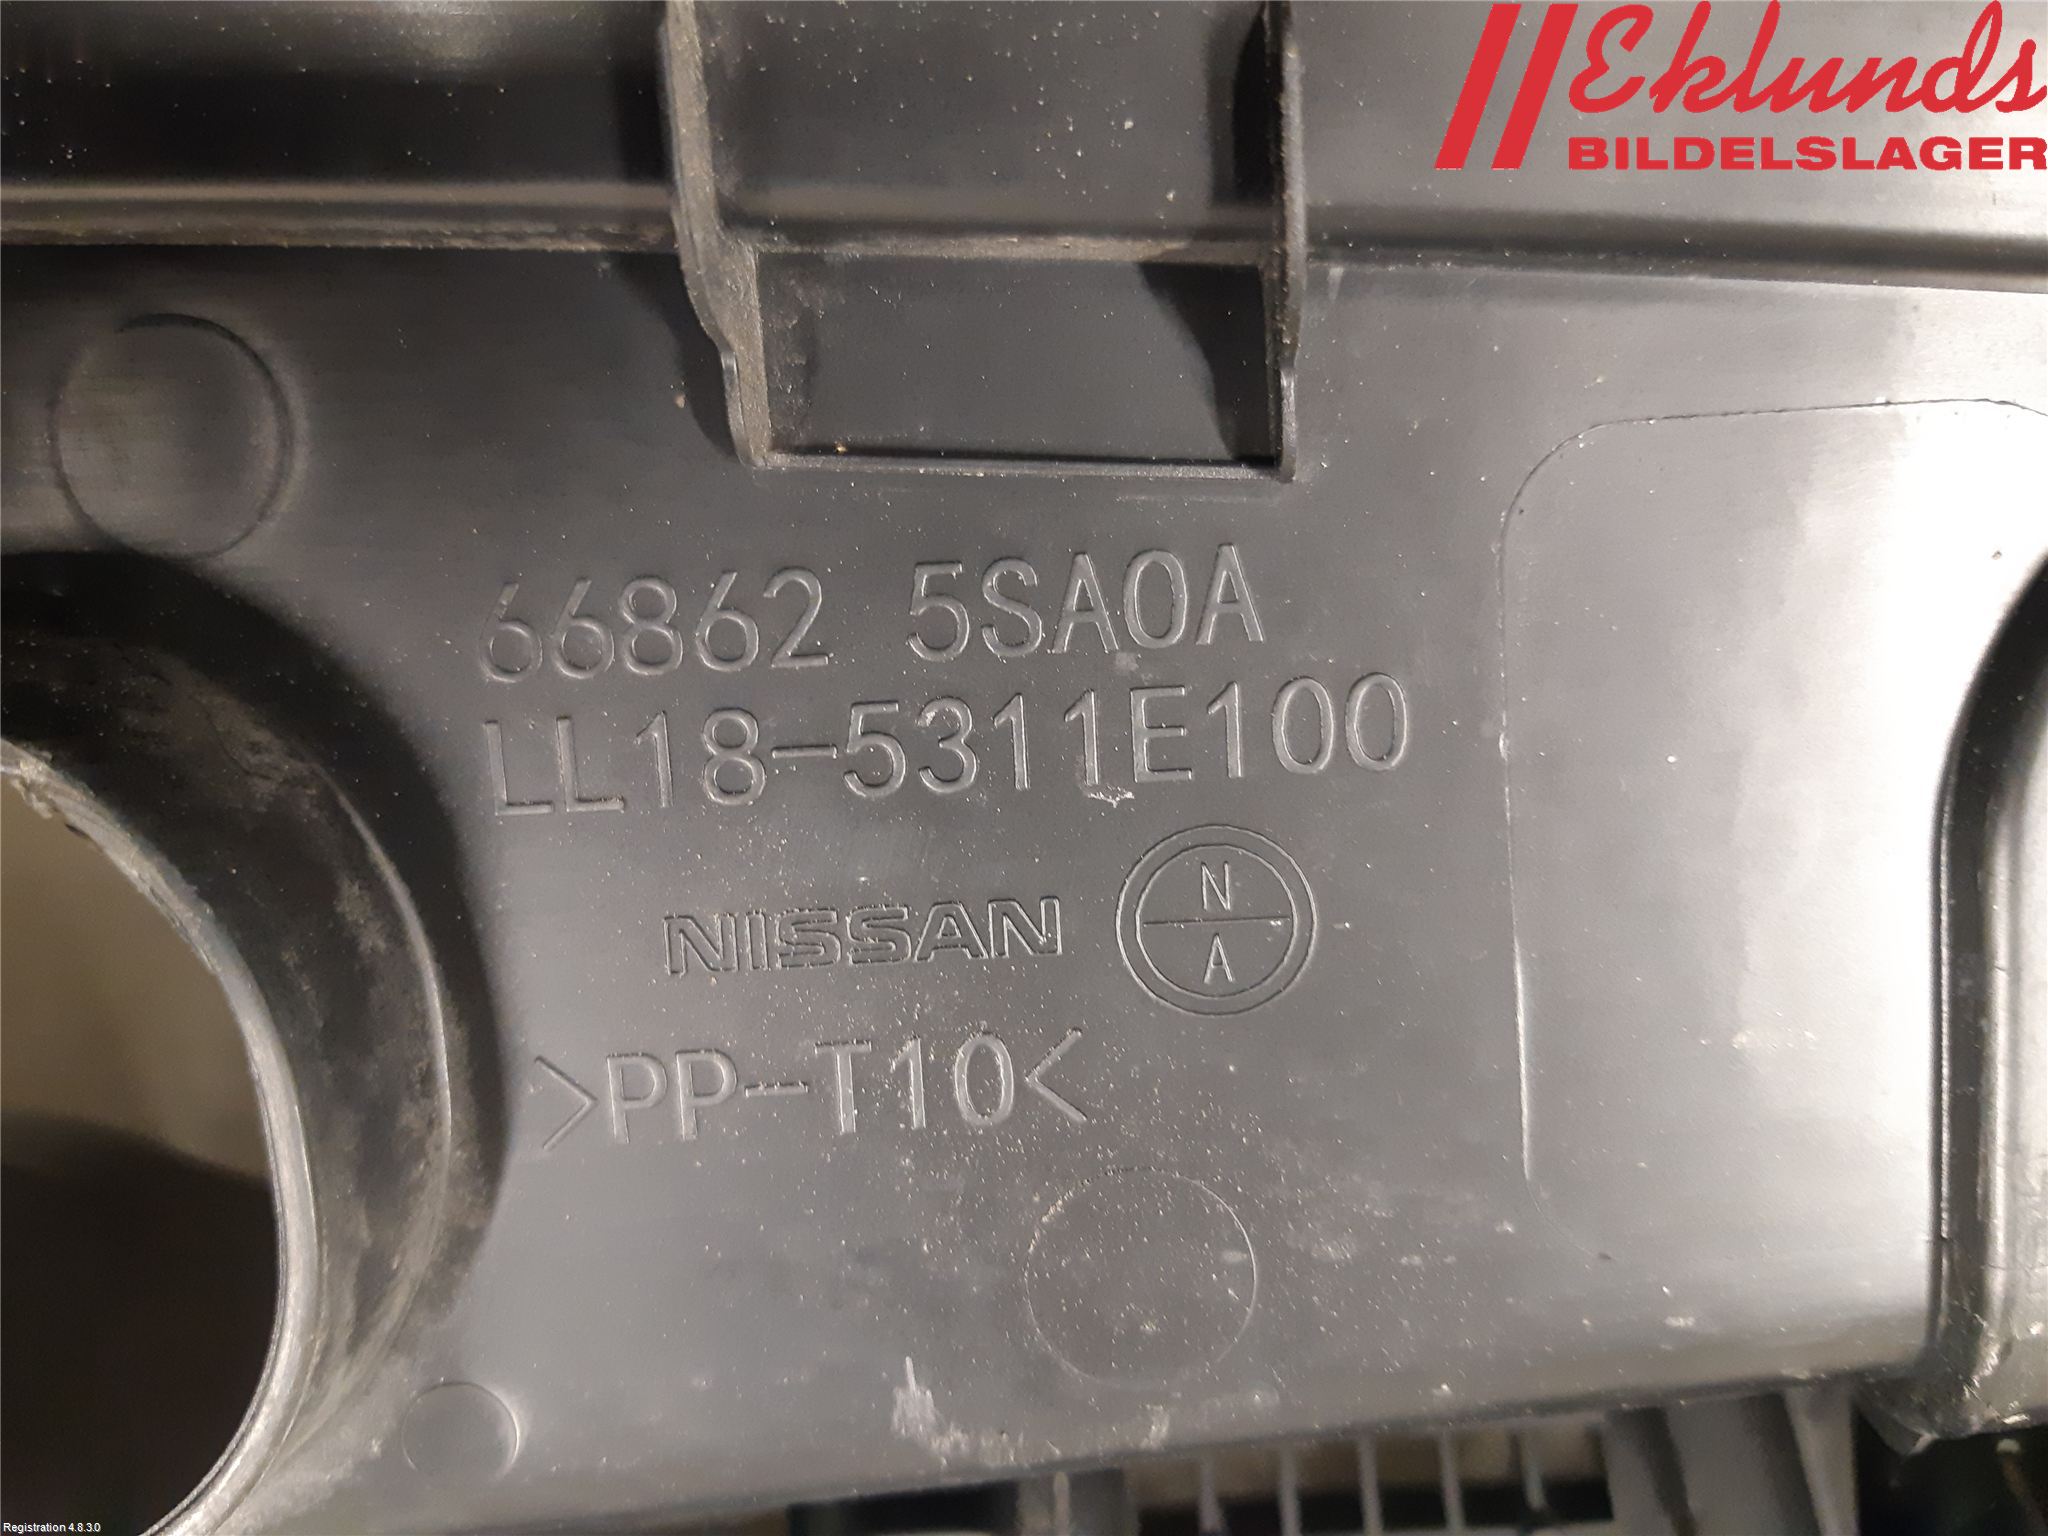 Eklunds
BILDELSLAGER
66862 5SA0A
LL18-5311E100
NISSAN
N
A
>PP-T10<
Registration 4.8.3.0